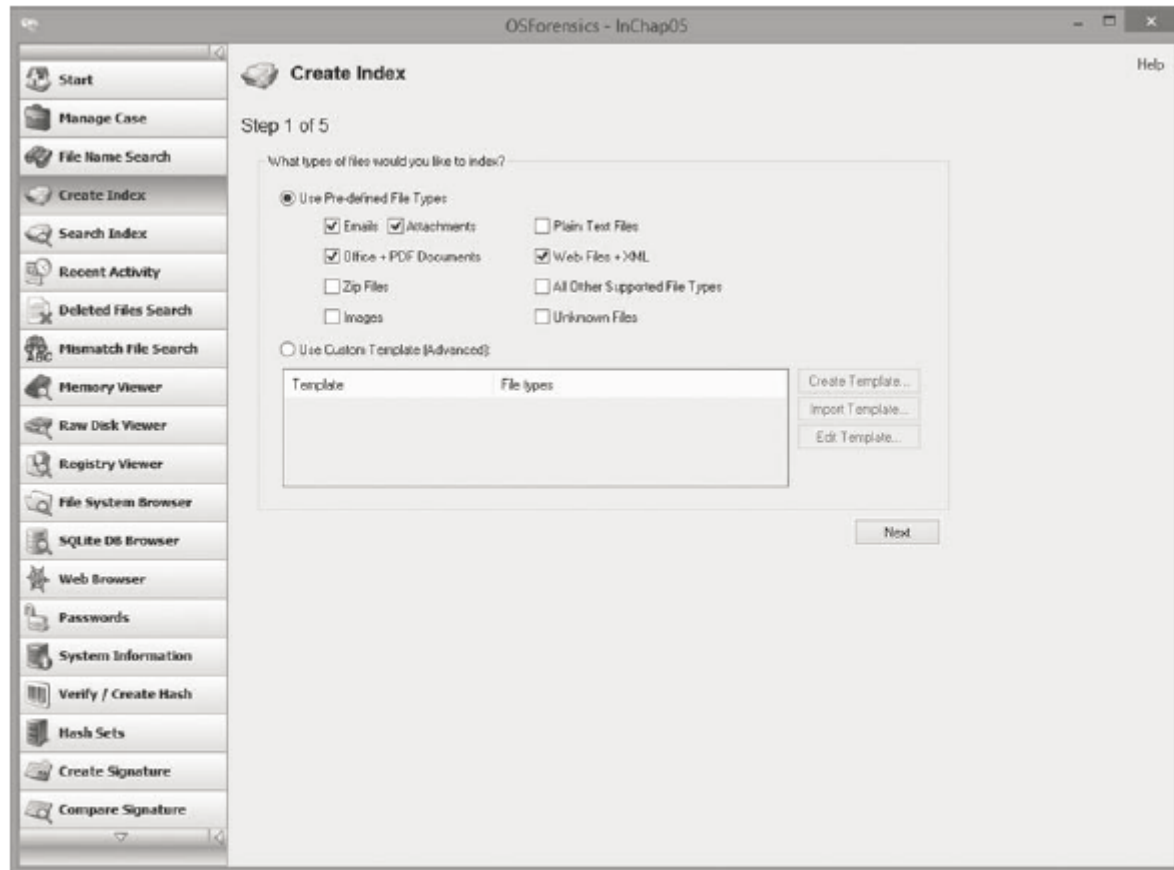 OSForensics - InChap05
Start
Manage Case
File Name Search
Create Index
Search Index
Recent Activity
Deleted Files Search
Mismatch File Search
Memory Viewer
Raw Disk Viewer
Registry Viewer
File System Browser
SQLite DB Browser
Web Browser
Passwords
System Information
Verify / Create Hash
Hash Sets
Create Signature
Compare Signature
Create Index
Help
Step 1 of 5
What types of files would you like to index?
Use Pre-defined File Types
Emails Attachments Plain Text Files
Office + PDF Documents Web Files + XML
Zip Files All Other Supported File Types
Images Unknown Files
Use Custom Template (Advanced):
Template File types
Create Template...
Import Template...
Edit Template...
Next